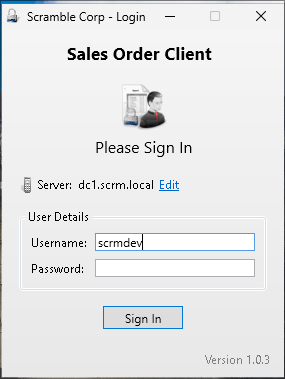 Scramble Corp - Login
Sales Order Client
Please Sign In
Server: dc1.scrm.local Edit
User Details
Username: scrmdev
Password:
Sign In
Version 1.0.3